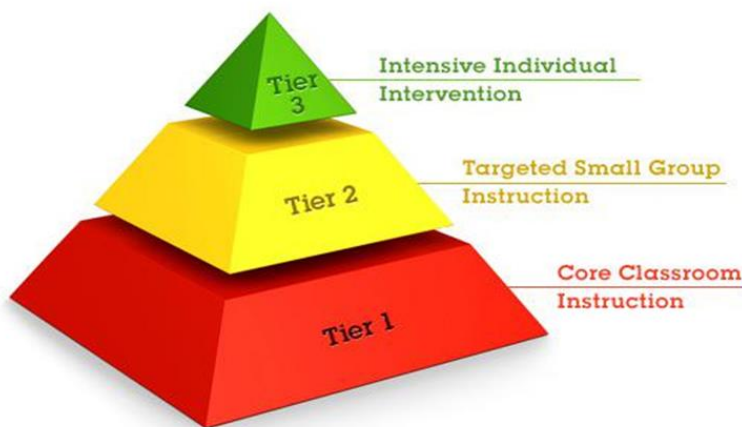 Tier
3
Intensive Individual
Intervention
Tier 2
Targeted Small Group
Instruction
Tier 1
Core Classroom
Instruction